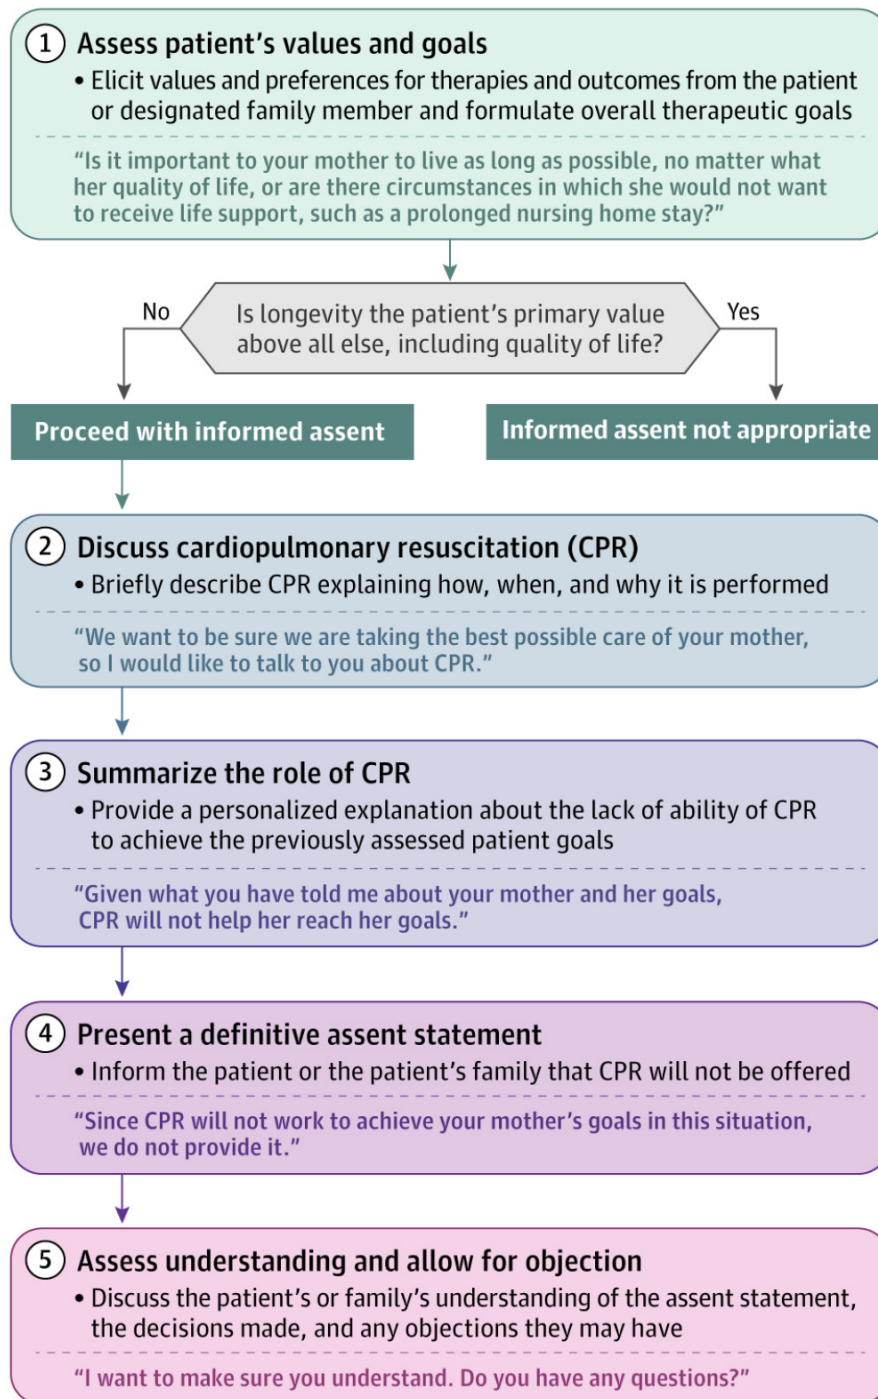 1 Assess patient’s values and goals
• Elicit values and preferences for therapies and outcomes from the patient
or designated family member and formulate overall therapeutic goals
“Is it important to your mother to live as long as possible, no matter what
her quality of life, or are there circumstances in which she would not want
to receive life support, such as a prolonged nursing home stay?”
No
Is longevity the patient’s primary value
above all else, including quality of life?
Yes
Proceed with informed assent
Informed assent not appropriate
2 Discuss cardiopulmonary resuscitation (CPR)
• Briefly describe CPR explaining how, when, and why it is performed
“We want to be sure we are taking the best possible care of your mother,
so I would like to talk to you about CPR.”
3 Summarize the role of CPR
• Provide a personalized explanation about the lack of ability of CPR
to achieve the previously assessed patient goals
“Given what you have told me about your mother and her goals,
CPR will not help her reach her goals.”
4 Present a definitive assent statement
• Inform the patient or the patient’s family that CPR will not be offered
“Since CPR will not work to achieve your mother’s goals in this situation,
we do not provide it.”
5 Assess understanding and allow for objection
• Discuss the patient’s or family’s understanding of the assent statement,
the decisions made, and any objections they may have
“I want to make sure you understand. Do you have any questions?”